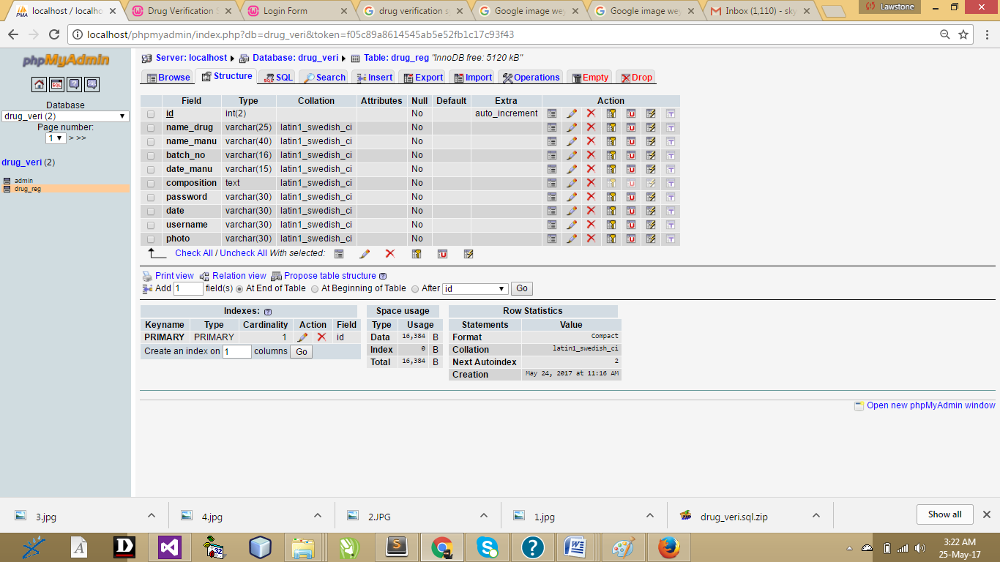 localhost / localho
Drug Verification S
Login Form
drug verification sy
Google image wey
Google image wey
Inbox (1,110) - sky
Lawstone
localhost/phpmyadmin/index.php?db=drug_veri&token=f05c89a8614545ab5e52fb1c17c93f43
phpMyAdmin
Database
drug_veri (2)
Page number:
1 > >>
drug_veri (2)
admin
drug_reg
Server: localhost Database: drug_veri Table: drug_reg "InnoDB free: 5120 kB"
Browse Structure SQL Search Insert Export Import Operations Empty Drop
Field Type Collation Attributes Null Default Extra Action
id int(2) No auto_increment
name_drug varchar(25) latin1_swedish_ci No
name_manu varchar(40) latin1_swedish_ci No
batch_no varchar(16) latin1_swedish_ci No
date_manu varchar(15) latin1_swedish_ci No
composition text latin1_swedish_ci No
password varchar(30) latin1_swedish_ci No
date varchar(30) latin1_swedish_ci No
username varchar(30) latin1_swedish_ci No
photo varchar(30) latin1_swedish_ci No
Check All / Uncheck All With selected:
Print view Relation view Propose table structure
Add 1 field(s) At End of Table At Beginning of Table After id Go
Indexes:
Keyname Type Cardinality Action Field
PRIMARY PRIMARY 1 id
Create an index on 1 columns Go
Space usage
Type Usage
Data 16,384 B
Index 0 B
Total 16,384 B
Row Statistics
Statements Value
Format Compact
Collation latin1_swedish_ci
Next Autoindex 2
Creation May 24, 2017 at 11:16 AM
Open new phpMyAdmin window
3.jpg
4.jpg
2.JPG
1.jpg
drug_veri.sql.zip
Show all
3:22 AM
25-May-17